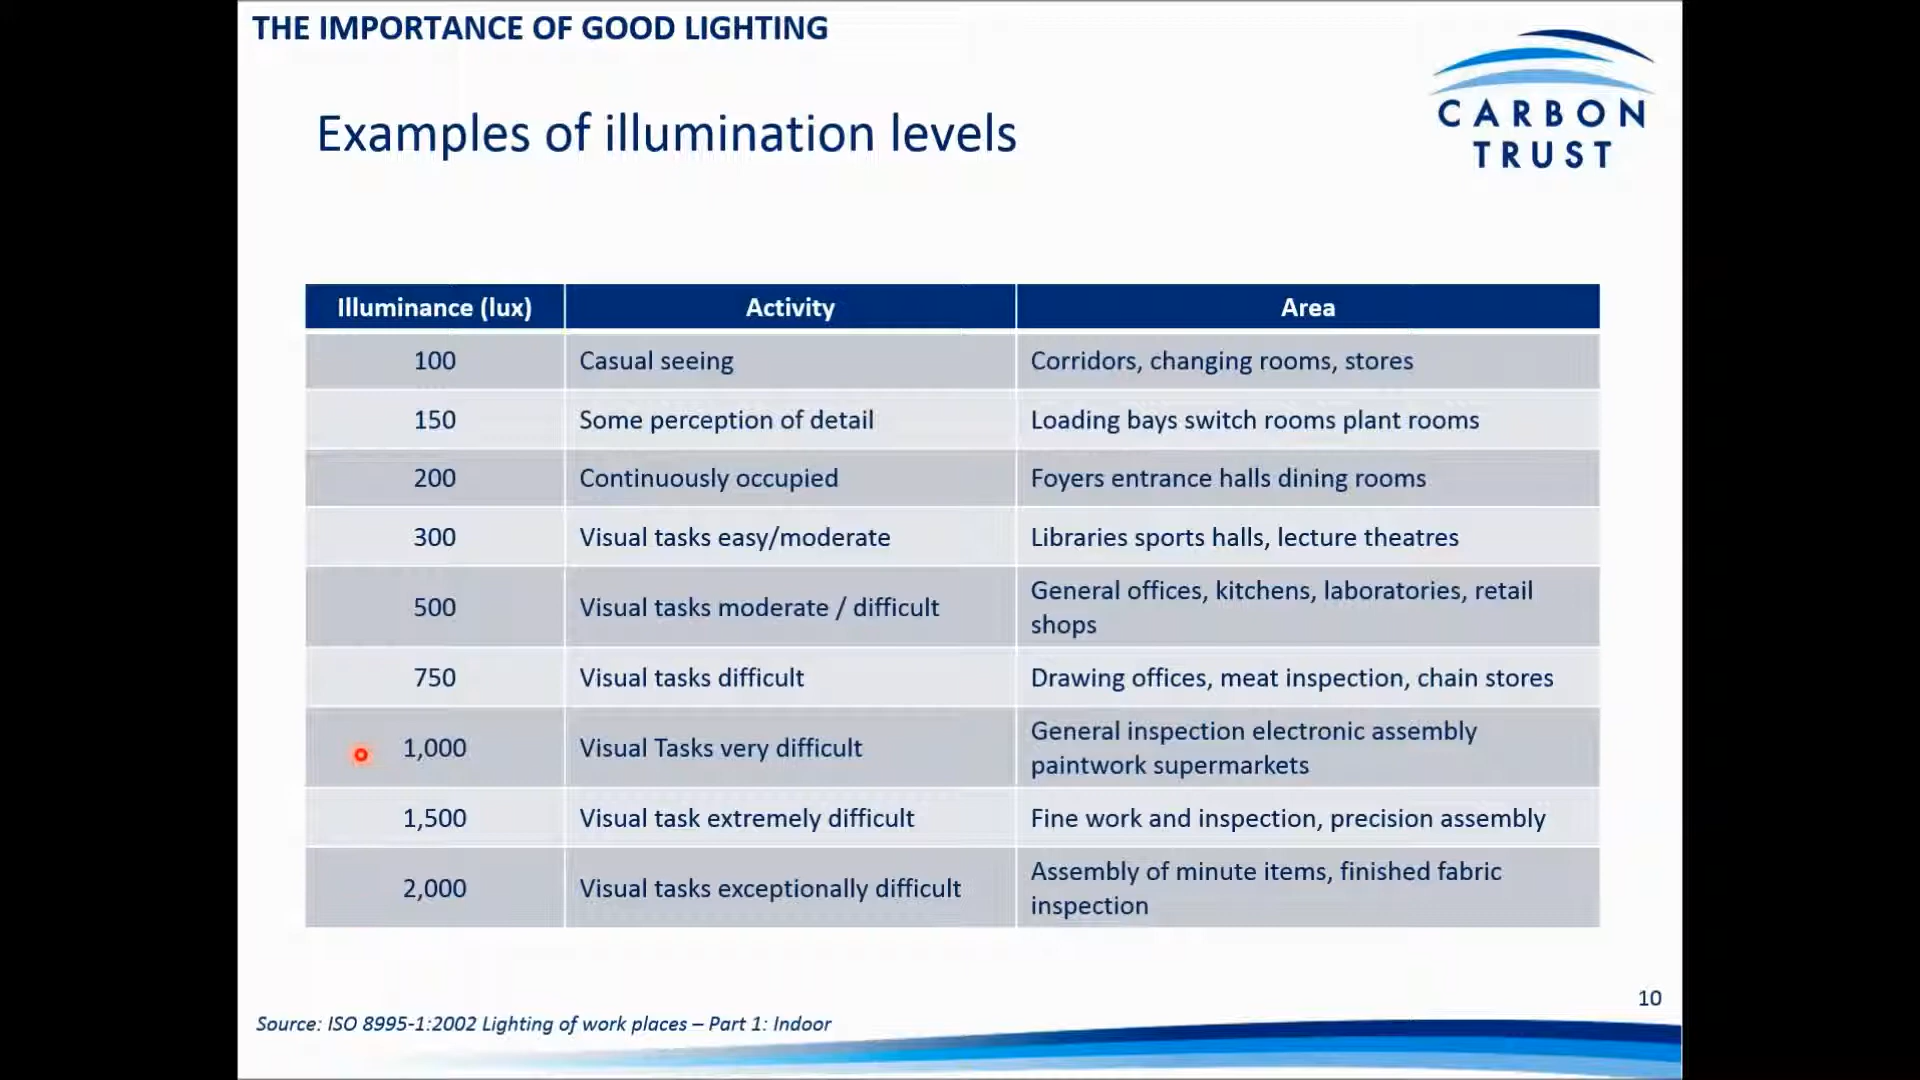 THE IMPORTANCE OF GOOD LIGHTING
CARBON
TRUST
Examples of illumination levels
Illuminance (lux) Activity Area
100 Casual seeing Corridors, changing rooms, stores
150 Some perception of detail Loading bays switch rooms plant rooms
200 Continuously occupied Foyers entrance halls dining rooms
300 Visual tasks easy/moderate Libraries sports halls, lecture theatres
500 Visual tasks moderate / difficult General offices, kitchens, laboratories, retail
shops
750 Visual tasks difficult Drawing offices, meat inspection, chain stores
1,000 Visual Tasks very difficult General inspection electronic assembly
paintwork supermarkets
1,500 Visual task extremely difficult Fine work and inspection, precision assembly
2,000 Visual tasks exceptionally difficult Assembly of minute items, finished fabric
inspection
10
Source: ISO 8995-1:2002 Lighting of work places – Part 1: Indoor